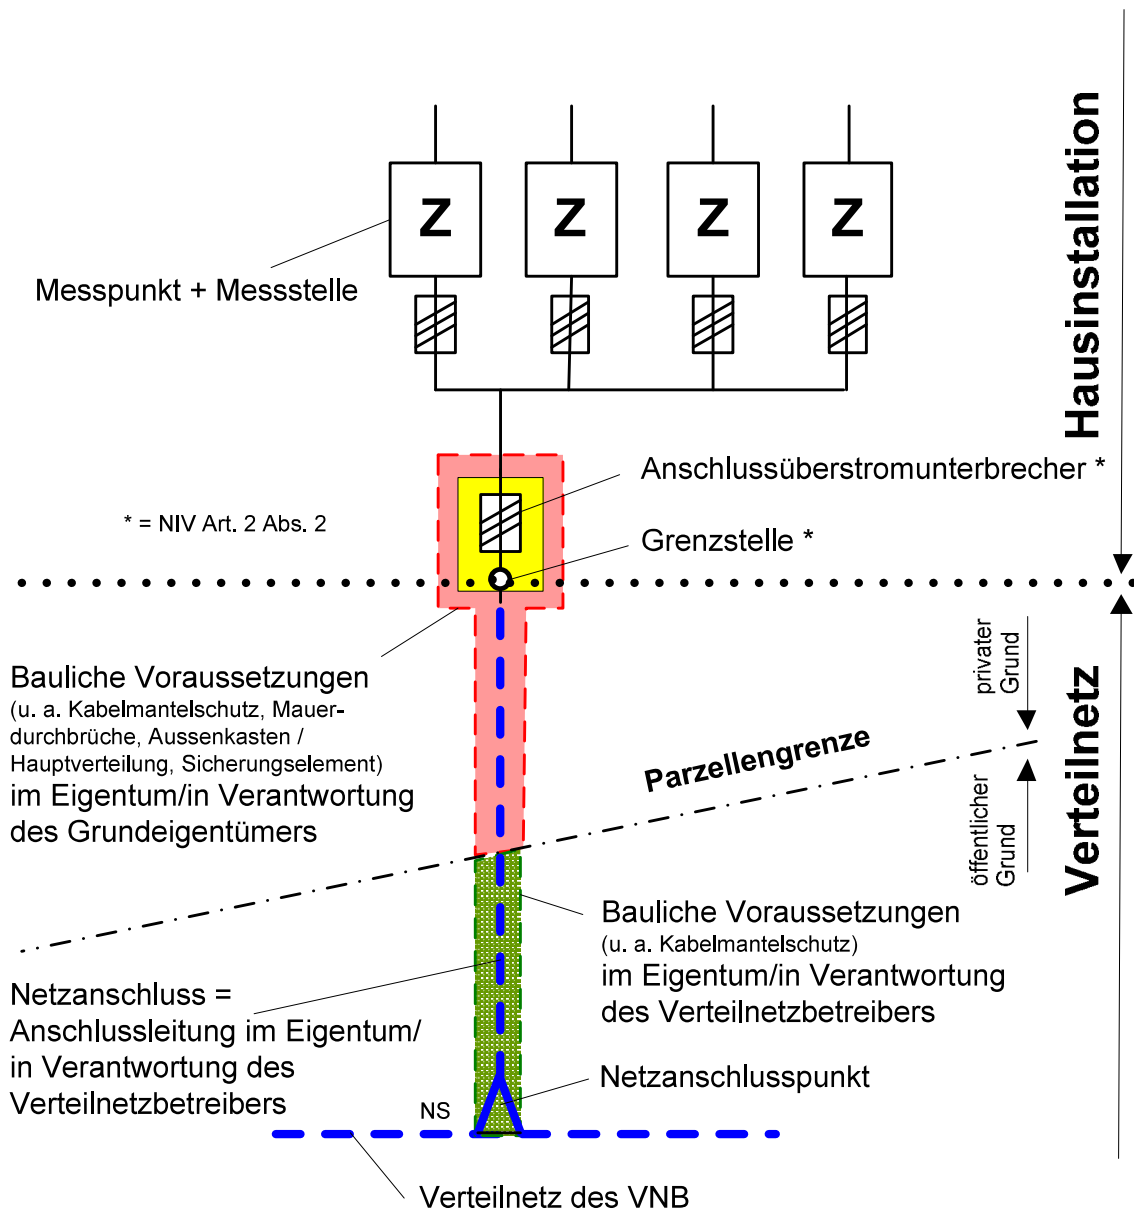 Z Z Z Z
Messpunkt + Messstelle
Hausinstallation
Anschlussüberstromunterbrecher *
* = NIV Art. 2 Abs. 2
Grenzstelle *
Bauliche Voraussetzungen
(u. a. Kabelmantelschutz, Mauer-
durchbrüche, Aussenkasten /
Hauptverteilung, Sicherungselement)
im Eigentum/in Verantwortung
des Grundeigentümers
privater
Grund
Parzellengrenze
öffentlicher
Grund
Verteilnetz
Bauliche Voraussetzungen
(u. a. Kabelmantelschutz)
im Eigentum/in Verantwortung
des Verteilnetzbetreibers
Netzanschluss =
Anschlussleitung im Eigentum/
in Verantwortung des
Verteilnetzbetreibers
Netzanschlusspunkt
NS
Verteilnetz des VNB